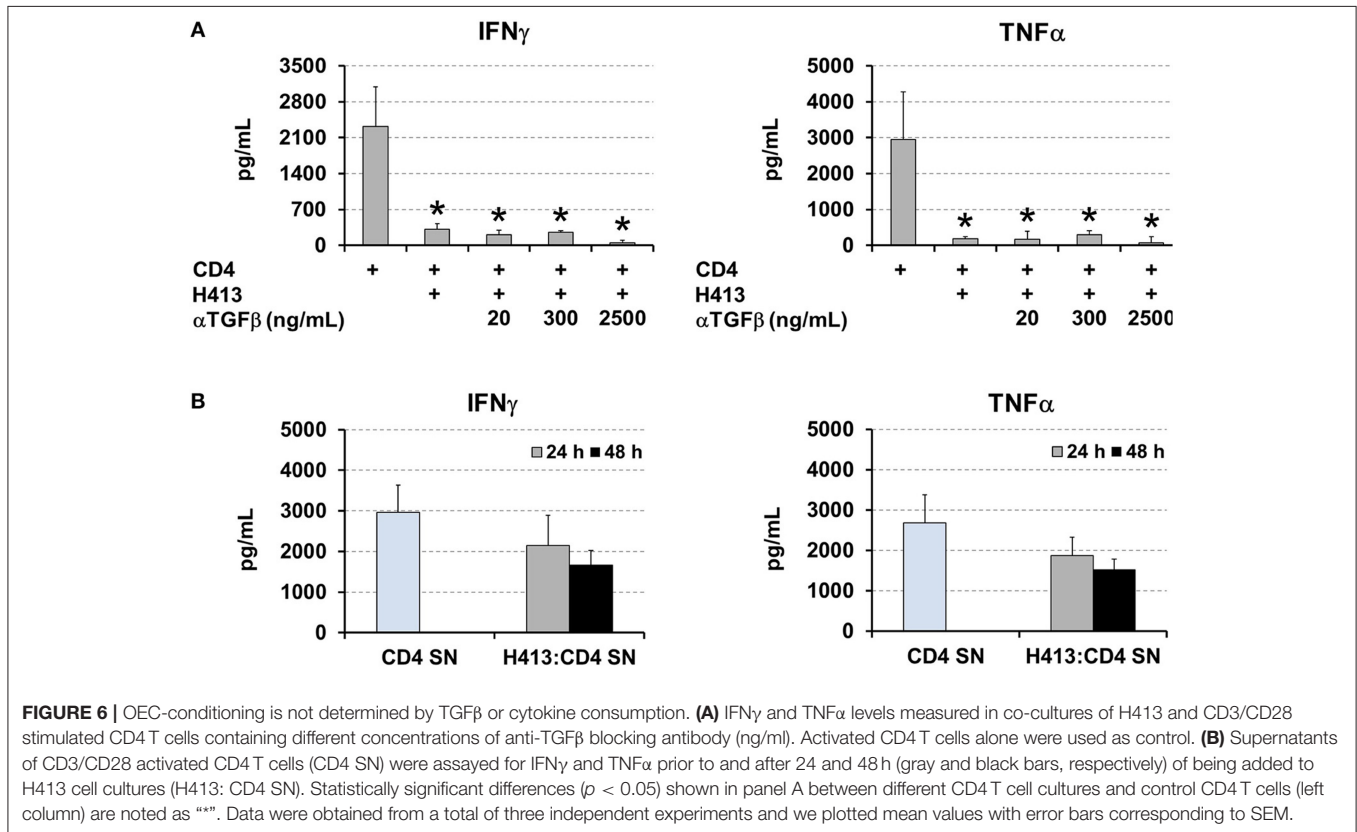 A
IFNγ
3500
2800
2100
1400
700
0
pg/mL
* * * *
CD4 + + + + +
H413 + + + +
αTGFβ (ng/mL) 20 300 2500
TNFα
5000
4000
3000
2000
1000
0
pg/mL
* * * *
CD4 + + + + +
H413 + + + +
αTGFβ (ng/mL) 20 300 2500
B
IFNγ
5000
4000
3000
2000
1000
0
pg/mL
24 h 48 h
CD4 SN H413:CD4 SN
TNFα
5000
4000
3000
2000
1000
0
pg/mL
24 h 48 h
CD4 SN H413:CD4 SN
FIGURE 6 | OEC-conditioning is not determined by TGFβ or cytokine consumption. (A) IFNγ and TNFα levels measured in co-cultures of H413 and CD3/CD28
stimulated CD4 T cells containing different concentrations of anti-TGFβ blocking antibody (ng/ml). Activated CD4 T cells alone were used as control. (B) Supernatants
of CD3/CD28 activated CD4 T cells (CD4 SN) were assayed for IFNγ and TNFα prior to and after 24 and 48 h (gray and black bars, respectively) of being added to
H413 cell cultures (H413: CD4 SN). Statistically significant differences (p < 0.05) shown in panel A between different CD4 T cell cultures and control CD4 T cells (left
column) are noted as “*”. Data were obtained from a total of three independent experiments and we plotted mean values with error bars corresponding to SEM.